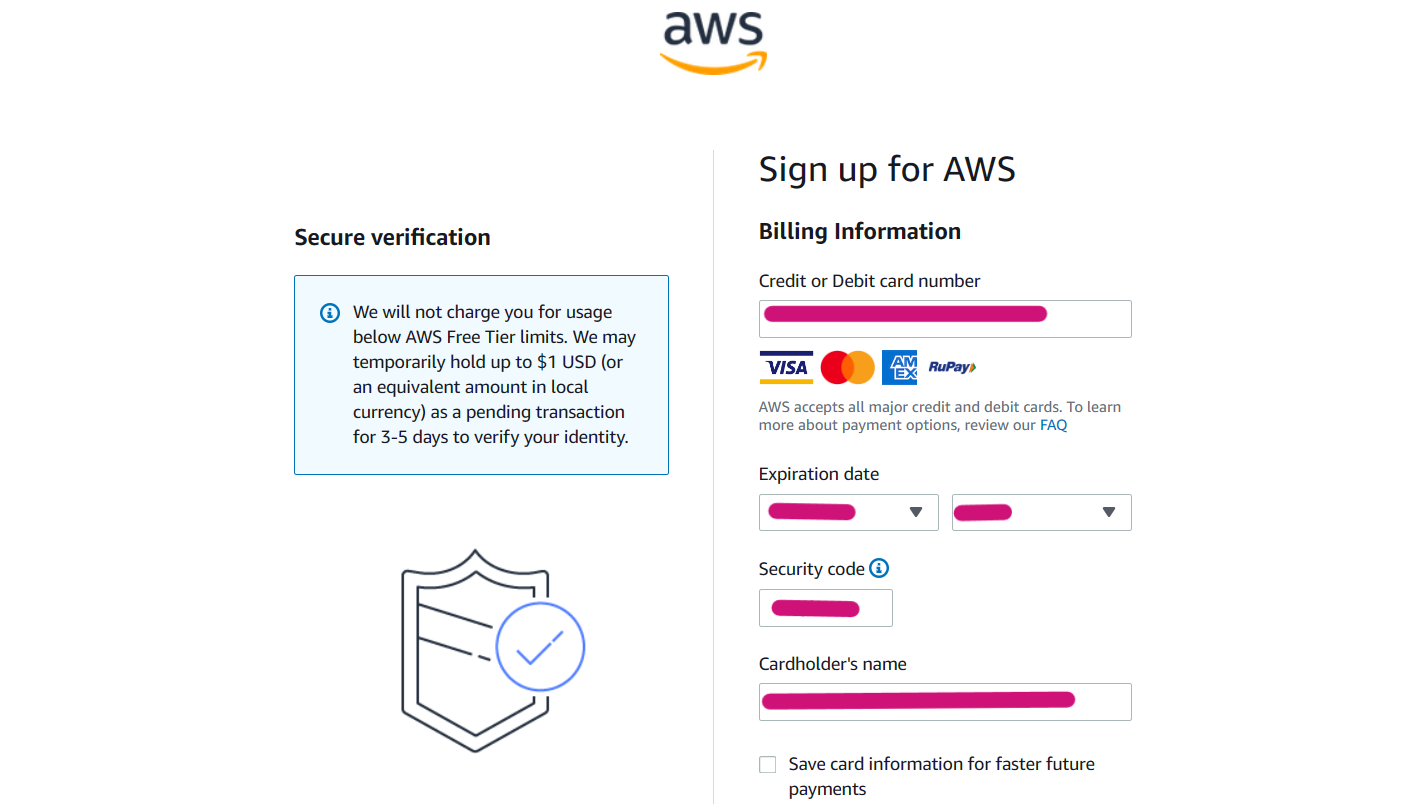 aws
Secure verification
We will not charge you for usage
below AWS Free Tier limits. We may
temporarily hold up to $1 USD (or
an equivalent amount in local
currency) as a pending transaction
for 3-5 days to verify your identity.
Sign up for AWS
Billing Information
Credit or Debit card number
VISA AM EX RuPay
AWS accepts all major credit and debit cards. To learn
more about payment options, review our FAQ
Expiration date
Security code
Cardholder's name
Save card information for faster future
payments